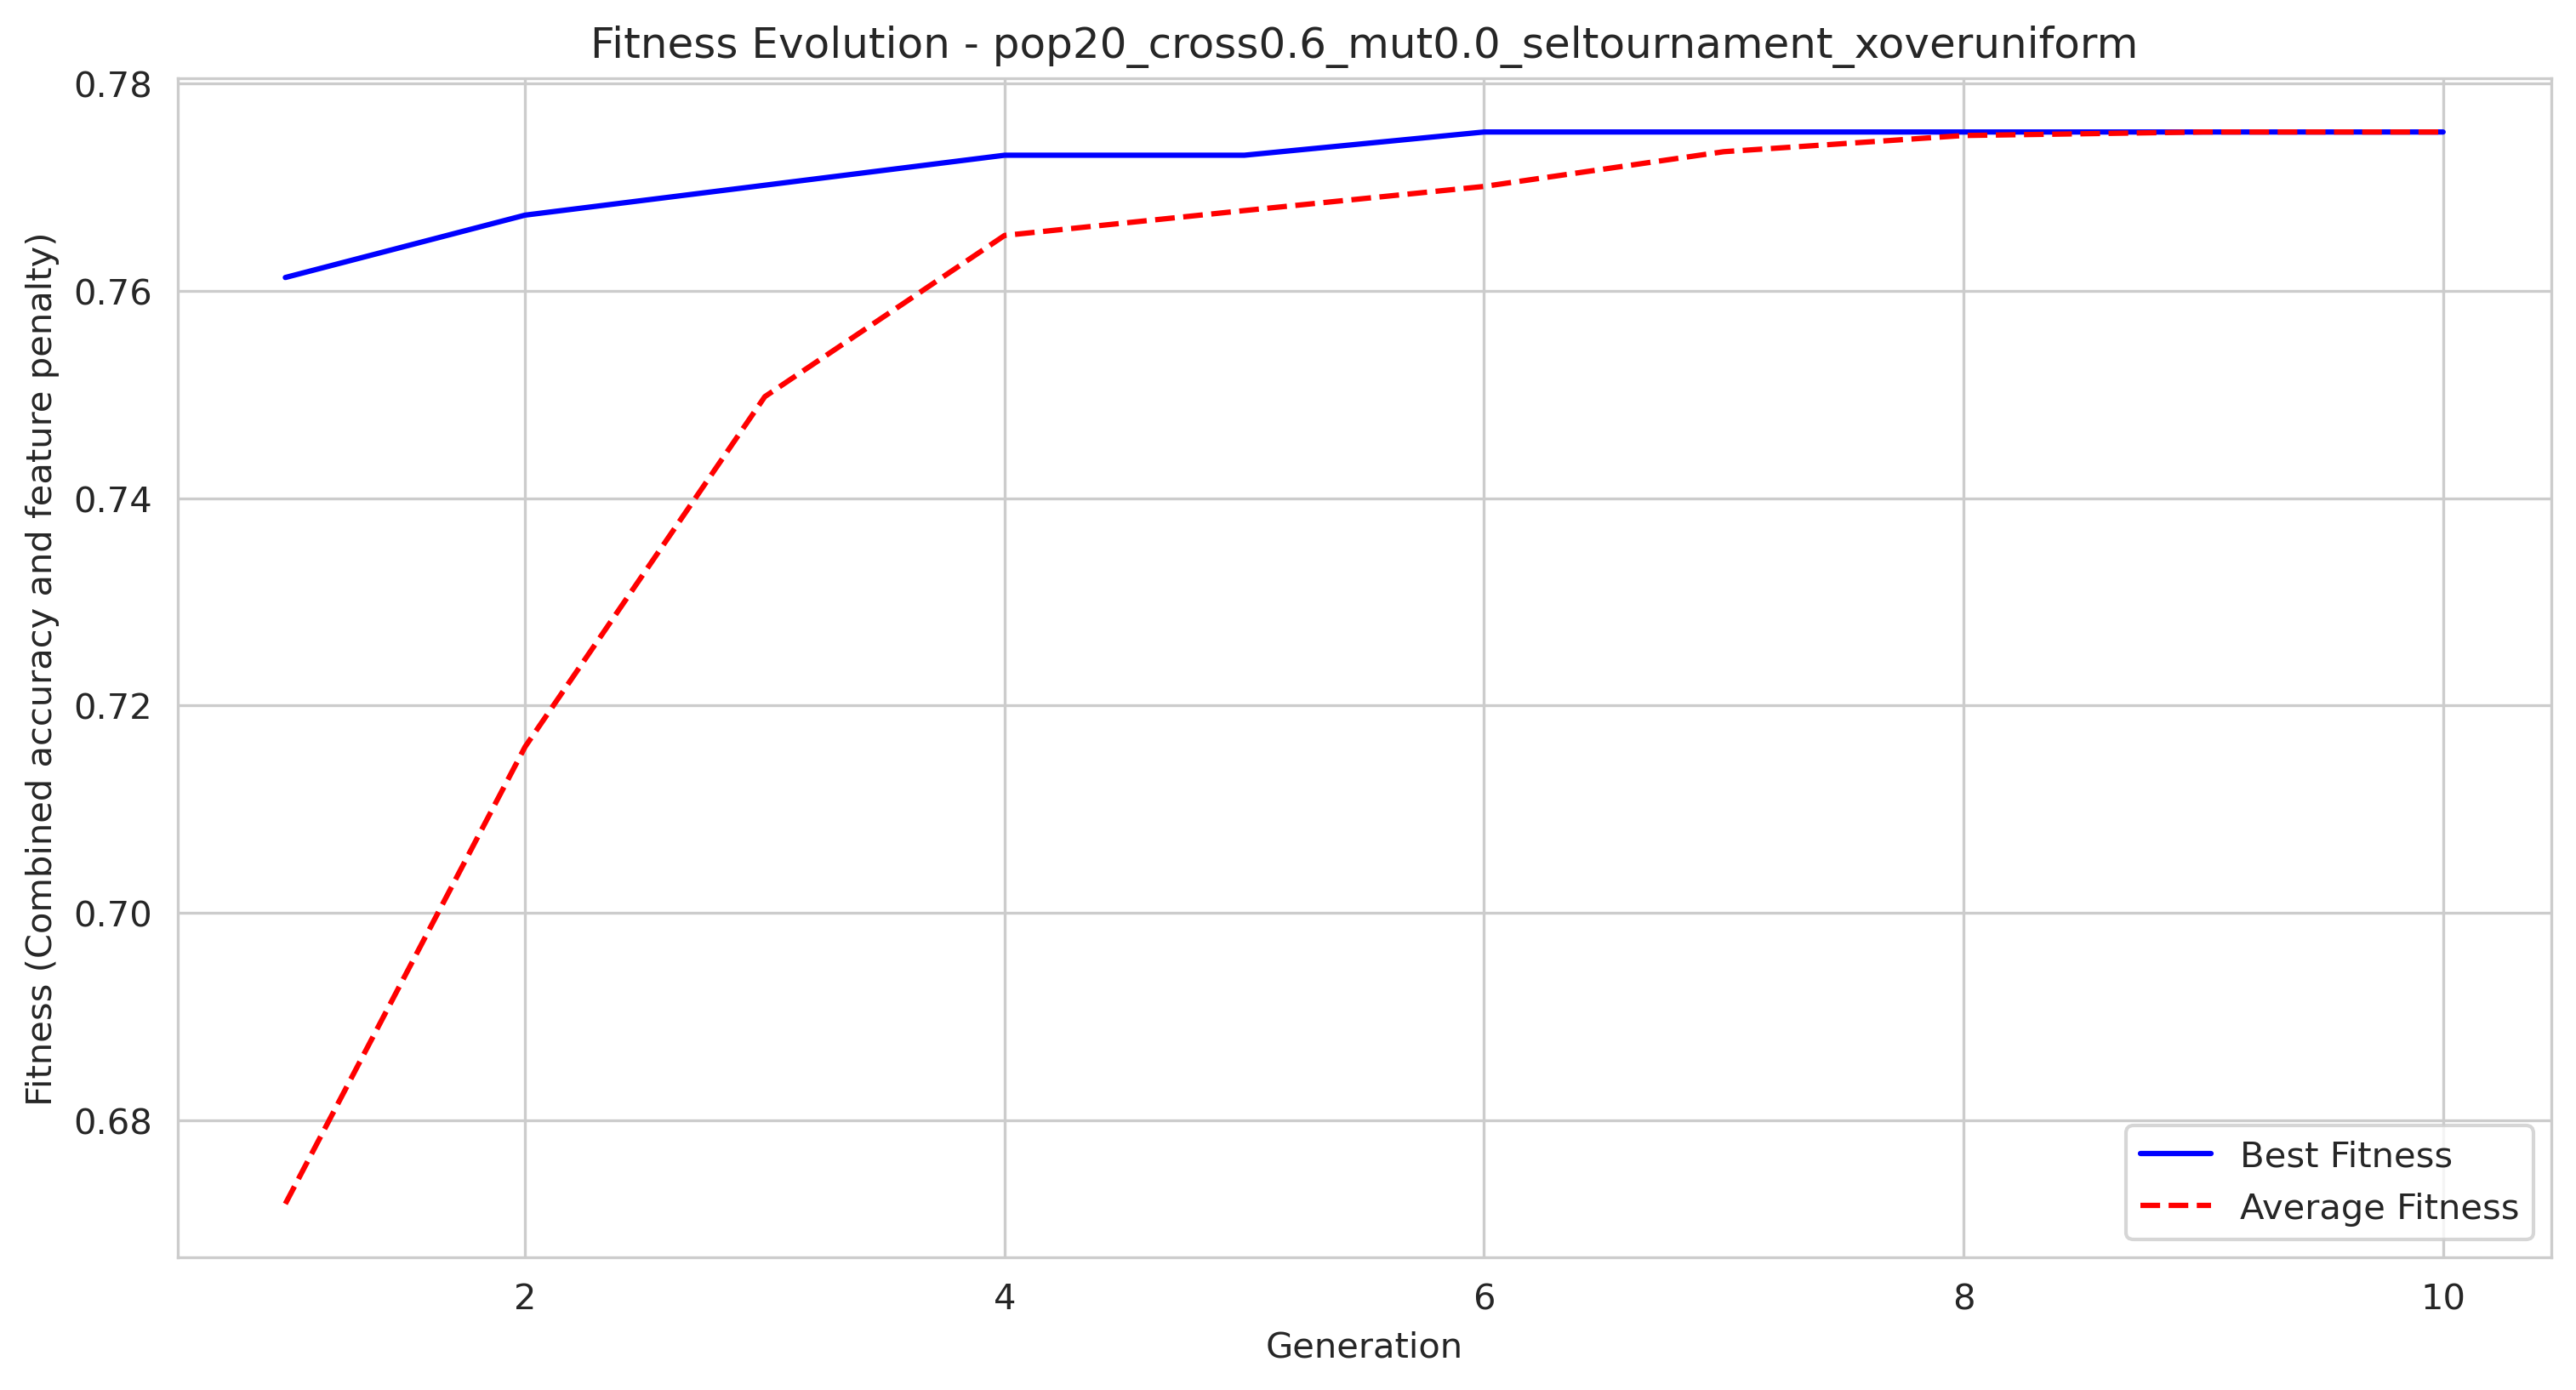 Fitness Evolution - pop20_cross0.6_mut0.0_seltournament_xoveruniform
Fitness (Combined accuracy and feature penalty)
0.78
0.76
0.74
0.72
0.70
0.68
2
4
6
8
10
Generation
Best Fitness
Average Fitness